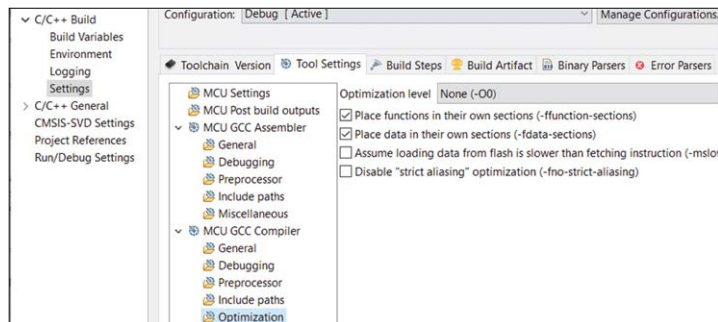 C/C++ Build
Build Variables
Environment
Logging
Settings
C/C++ General
CMSIS-SVD Settings
Project References
Run/Debug Settings
Configuration: Debug [ Active ]
Manage Configurations.
Toolchain Version
Tool Settings
Build Steps
Build Artifact
Binary Parsers
Error Parsers
MCU Settings
MCU Post build outputs
MCU GCC Assembler
General
Debugging
Preprocessor
Include paths
Miscellaneous
MCU GCC Compiler
General
Debugging
Preprocessor
Include paths
Optimization
Optimization level None (-O0)
Place functions in their own sections (-ffunction-sections)
Place data in their own sections (-fdata-sections)
Assume loading data from flash is slower than fetching instruction (-mslow
Disable "strict aliasing" optimization (-fno-strict-aliasing)